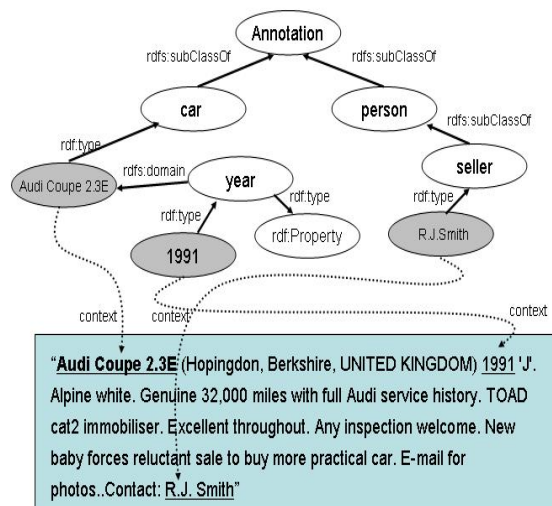 Annotation
rdfs:subClassOf
rdfs:subClassOf
car
person
rdf:type
rdfs:subClassOf
Audi Coupe 2.3E
rdfs:domain
year
seller
rdf:type
rdf:type
rdf:type
1991
rdf:Property
R.J.Smith
context
context
context
“Audi Coupe 2.3E (Hopingdon, Berkshire, UNITED KINGDOM) 1991 'J'.
Alpine white. Genuine 32,000 miles with full Audi service history. TOAD
cat2 immobiliser. Excellent throughout. Any inspection welcome. New
baby forces reluctant sale to buy more practical car. E-mail for
photos..Contact: R.J. Smith”